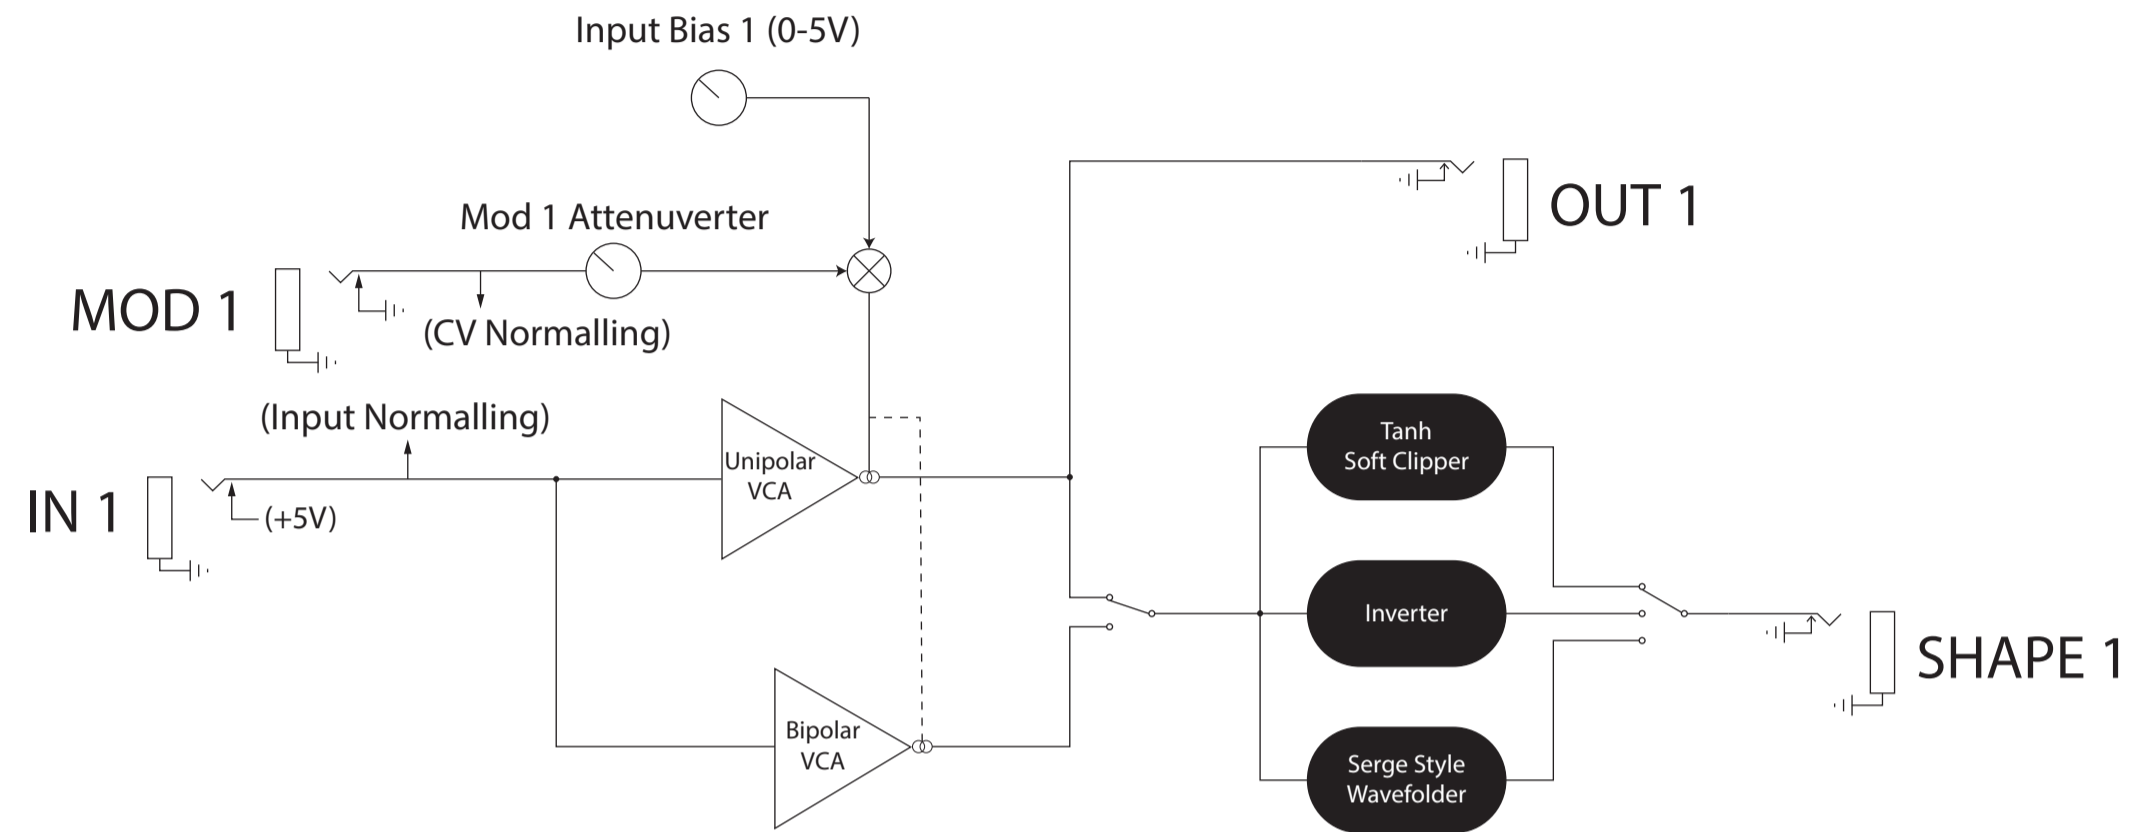 Input Bias 1 (0-5V)
Mod 1 Attenuverter
OUT 1
MOD 1
(CV Normalling)
(Input Normalling)
Unipolar
VCA
Tanh
Soft Clipper
IN 1
(+5V)
Inverter
SHAPE 1
Bipolar
VCA
Serge Style
Wavefolder